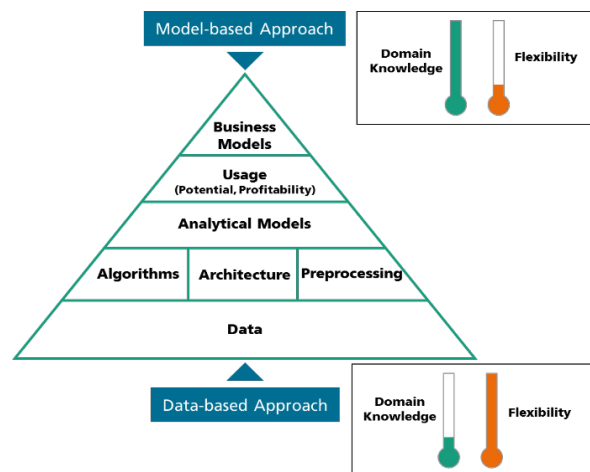 Model-based Approach
Domain
Knowledge
Flexibility
Business
Models
Usage
(Potential, Profitability)
Analytical Models
Algorithms
Architecture
Preprocessing
Data
Data-based Approach
Domain
Knowledge
Flexibility